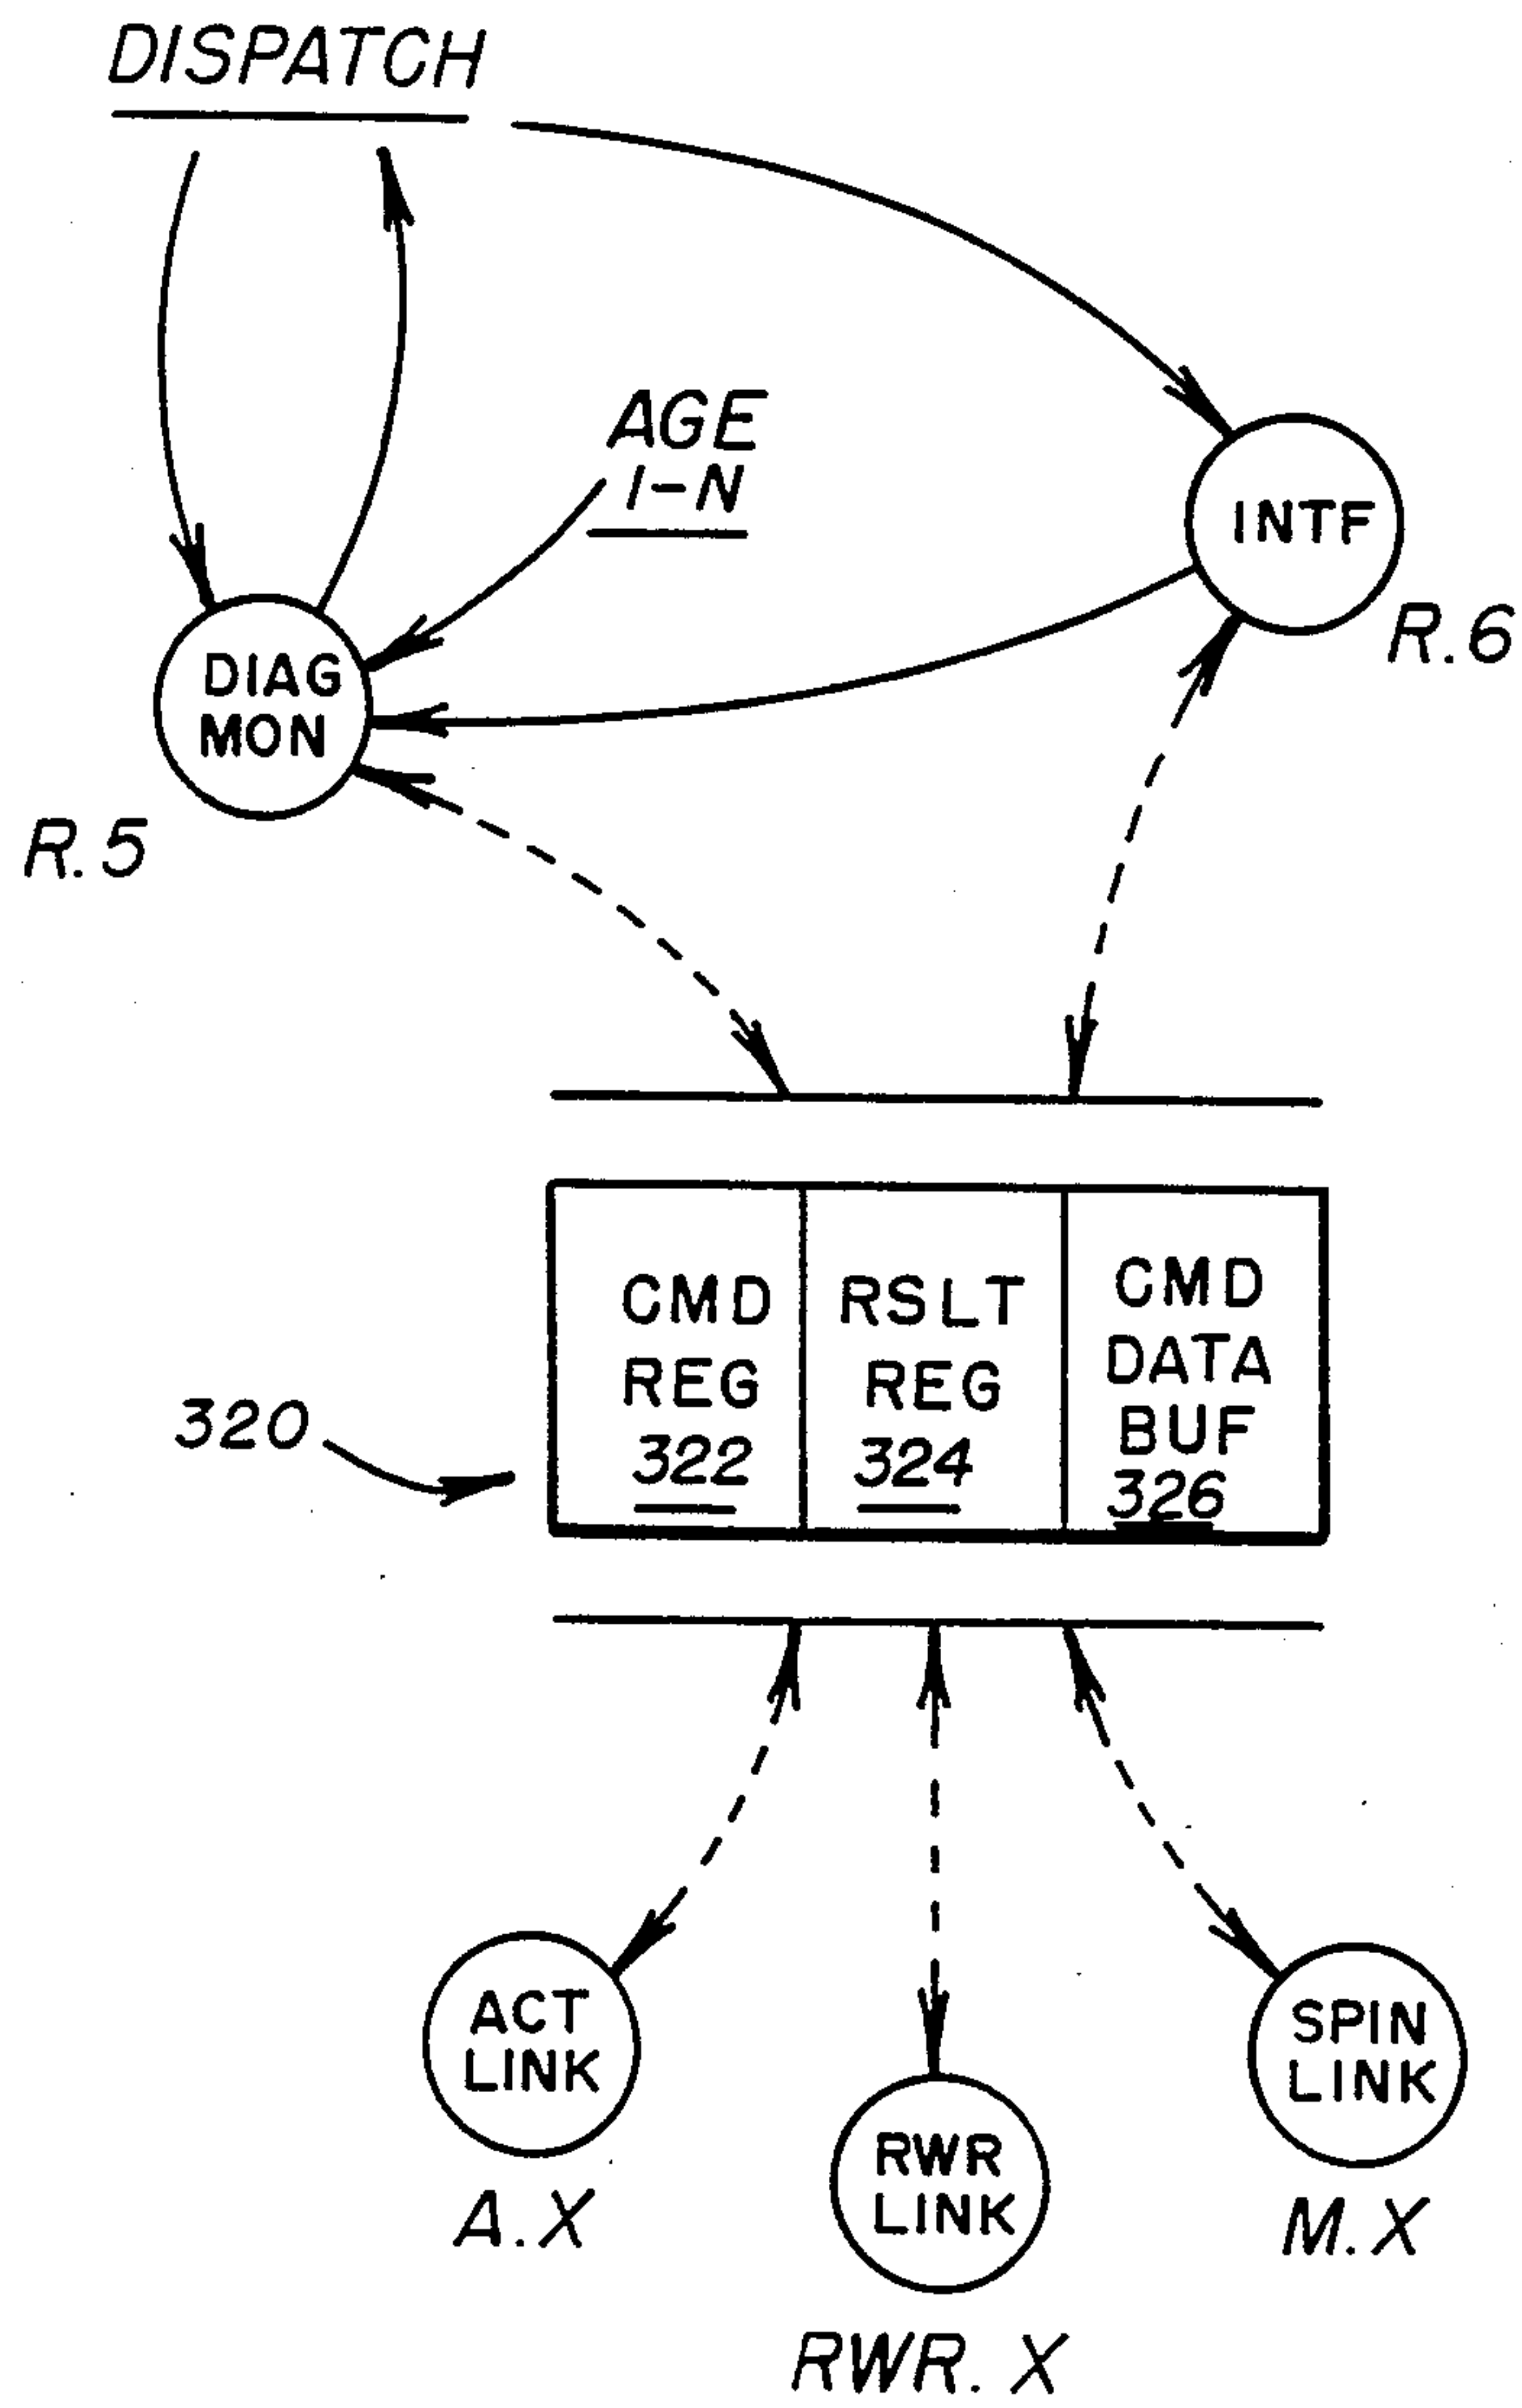 DISPATCH
AGE
1-N
INTF
R.6
DIAG
MON
R.5
CMD
REG
322
RSLT
REG
324
CMD
DATA
BUF
326
320
ACT
LINK
A.X
RWR
LINK
RWR. X
SPIN
LINK
M.X